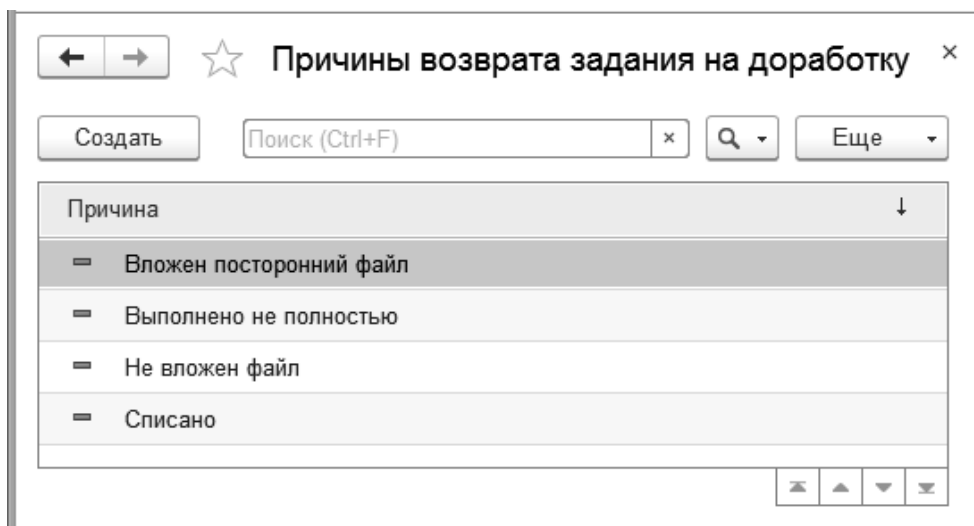 Причины возврата задания на доработку
Создать Поиск (Ctrl+F) Еще
Причина
Вложен посторонний файл
Выполнено не полностью
Не вложен файл
Списано